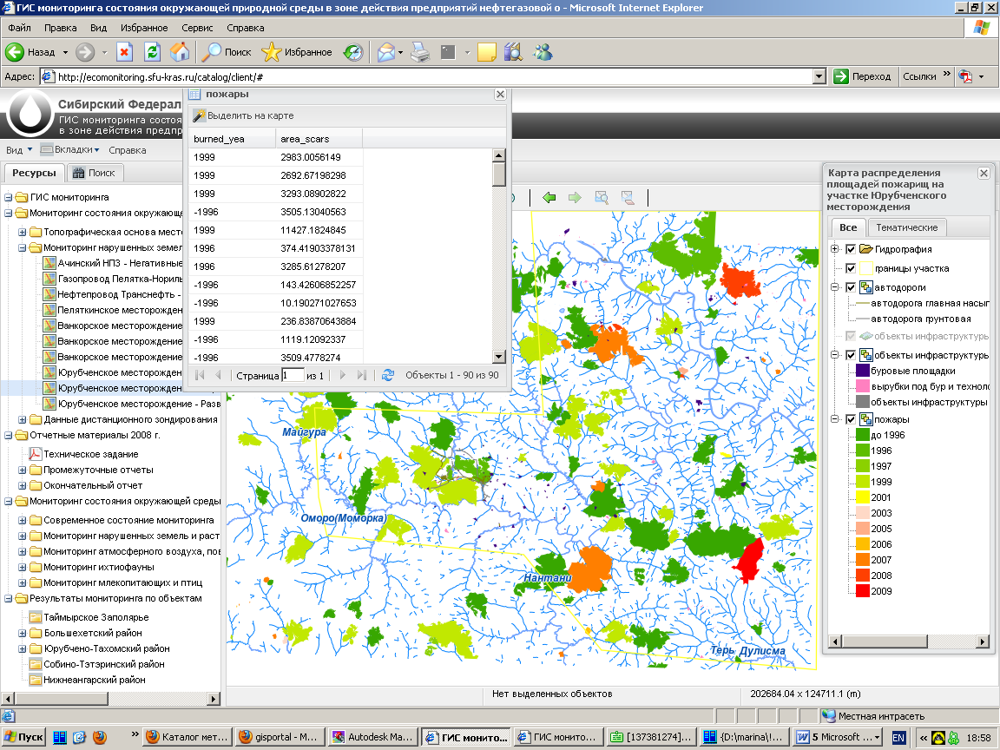 ГИС мониторинга состояния окружающей природной среды в зоне действия предприятий нефтегазовой о - Microsoft Internet Explorer
Файл Правка Вид Избранное Сервис Справка
Назад Поиск Избранное
Адрес: http://ecomonitoring.sfu-kras.ru/catalog/client/# Переход Ссылки »
Сибирский Федерал
ГИС мониторинга состоя
в зоне действия предпр
Вид Вкладки Справка
Ресурсы Поиск
ГИС мониторинга
Мониторинг состояния окружающе
Топографическая основа мест
Мониторинг нарушенных земел
Ачинский НПЗ - Негативные
Газопровод Пелятка-Нориль
Нефтепровод Транснефть -
Пеляткинское месторожден
Ванкорское месторождение
Ванкорское месторождение
Ванкорское месторождение
Юрубченское месторожден
Юрубченское месторожден
Юрубченское месторождение - Разв
Данные дистанционного зондирования
Отчетные материалы 2008 г.
Техническое задание
Промежуточные отчеты
Окончательный отчет
Мониторинг состояния окружающей среды
Современное состояние мониторинга
Мониторинг нарушенных земель и раст
Мониторинг атмосферного воздуха, пов
Мониторинг ихтиофауны
Мониторинг млекопитающих и птиц
Результаты мониторинга по объектам
Таймырское Заполярье
Большехетский район
Юрубчено-Тахомский район
Собино-Тэтэринский район
Нижнеангарский район
пожары
Выделить на карте
burned_yea area_scars
1999 2983.0056149
1999 2692.67198298
1999 3293.08902822
-1996 3505.13040563
1999 11427.1824845
1996 374.41903378131
1996 3285.61278207
-1996 143.42606852257
-1996 10.190271027653
1999 236.83870643884
-1996 1119.12092337
-1996 3509.4778274
Страница 1 из 1 Объекты 1 - 90 из 90
Майгура
Оморо(Моморка)
Нантани
Терь Дулисма
Карта распределения
площадей пожарищ на
участке Юрубченского
месторождения
Все Тематические
Гидрография
границы участка
автодороги
автодорога главная насып
автодорога грунтовая
объекты инфраструктуры
объекты инфраструктуры
буровые площадки
вырубки под бур и технол
объекты инфраструктуры
пожары
до 1996
1996
1997
1999
2001
2003
2005
2006
2007
2008
2009
Нет выделенных объектов 202684.04 x 124711.1 (m)
Местная интрасеть
Пуск » Каталог мет... gisportal - M... Autodesk Ma... ГИС монито... ГИС монито... [137381274]... {D:\marina\!... 5 Microsoft ... EN « 18:58